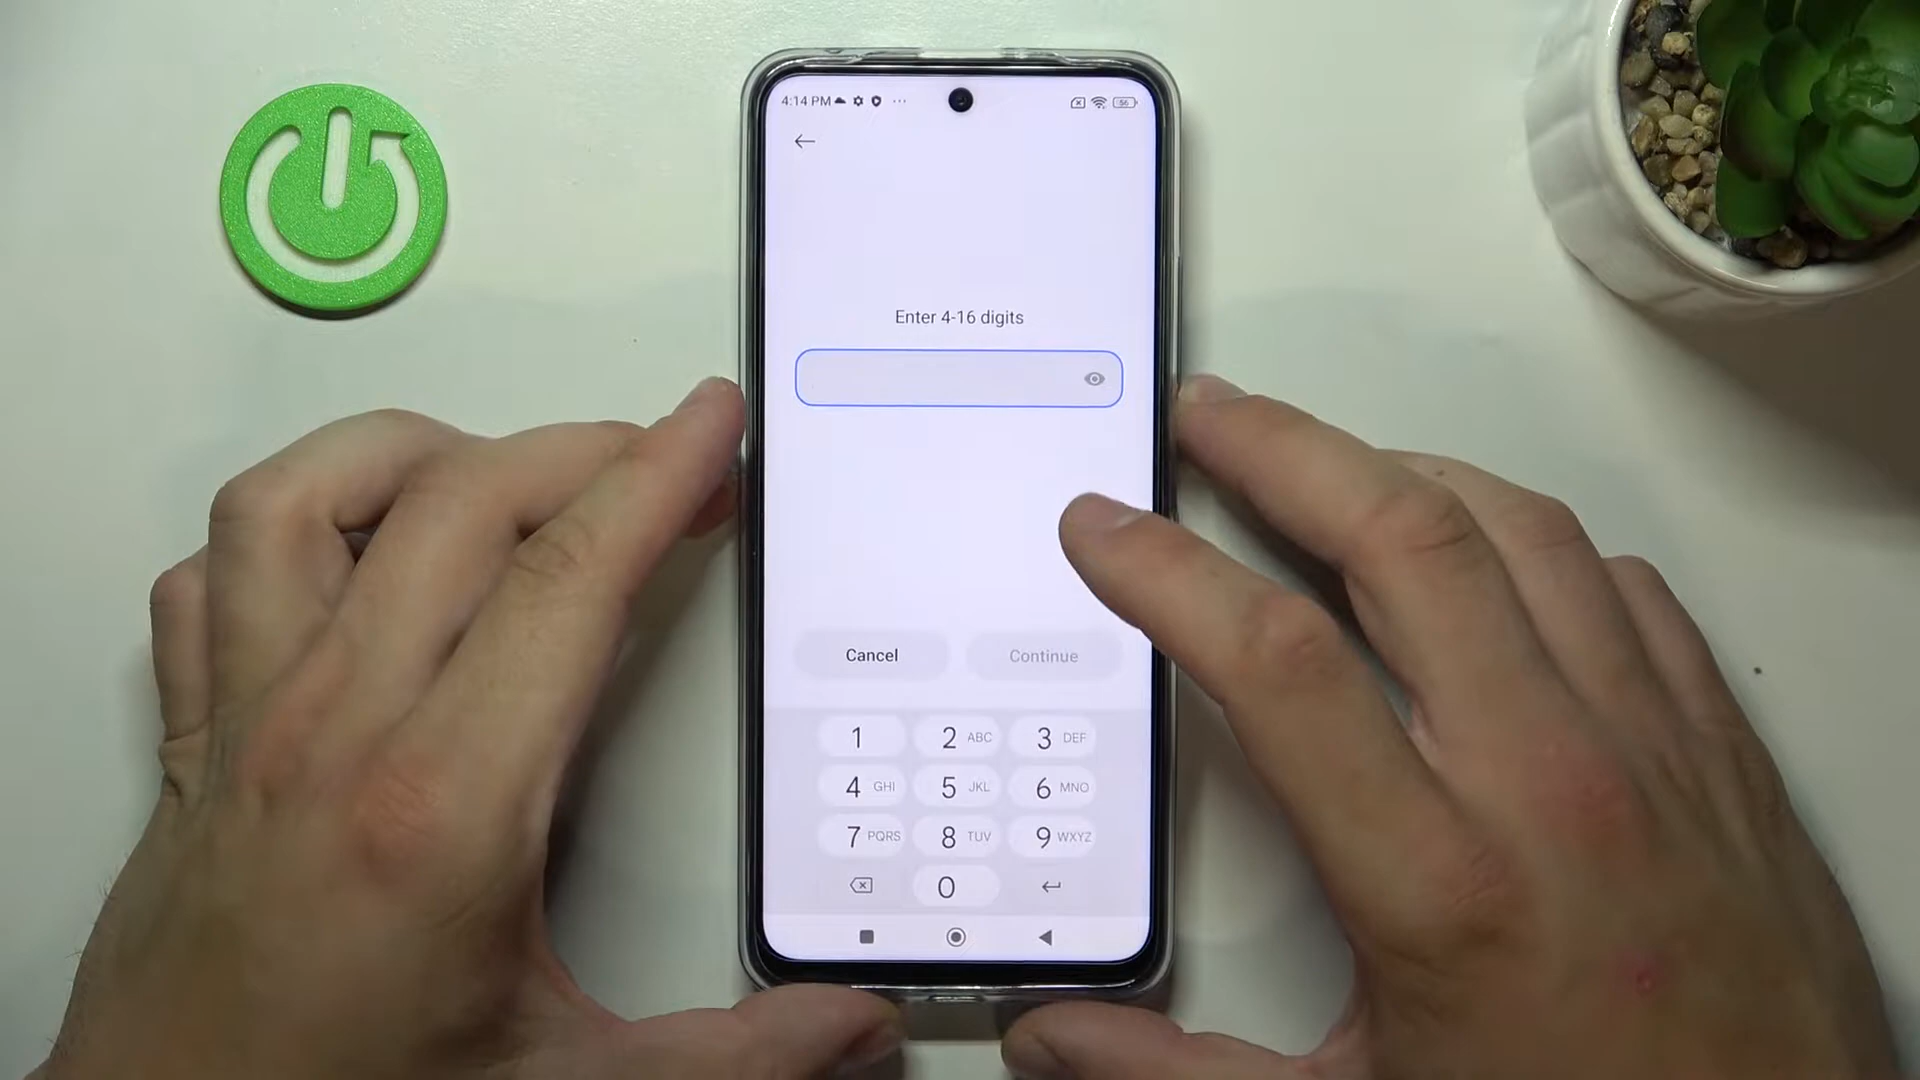 4:14 PM
56
Enter 4-16 digits
Cancel Continue
1 2 ABC 3 DEF
4 GHI 5 JKL 6 MNO
7 PQRS 8 TUV 9 WXYZ
0